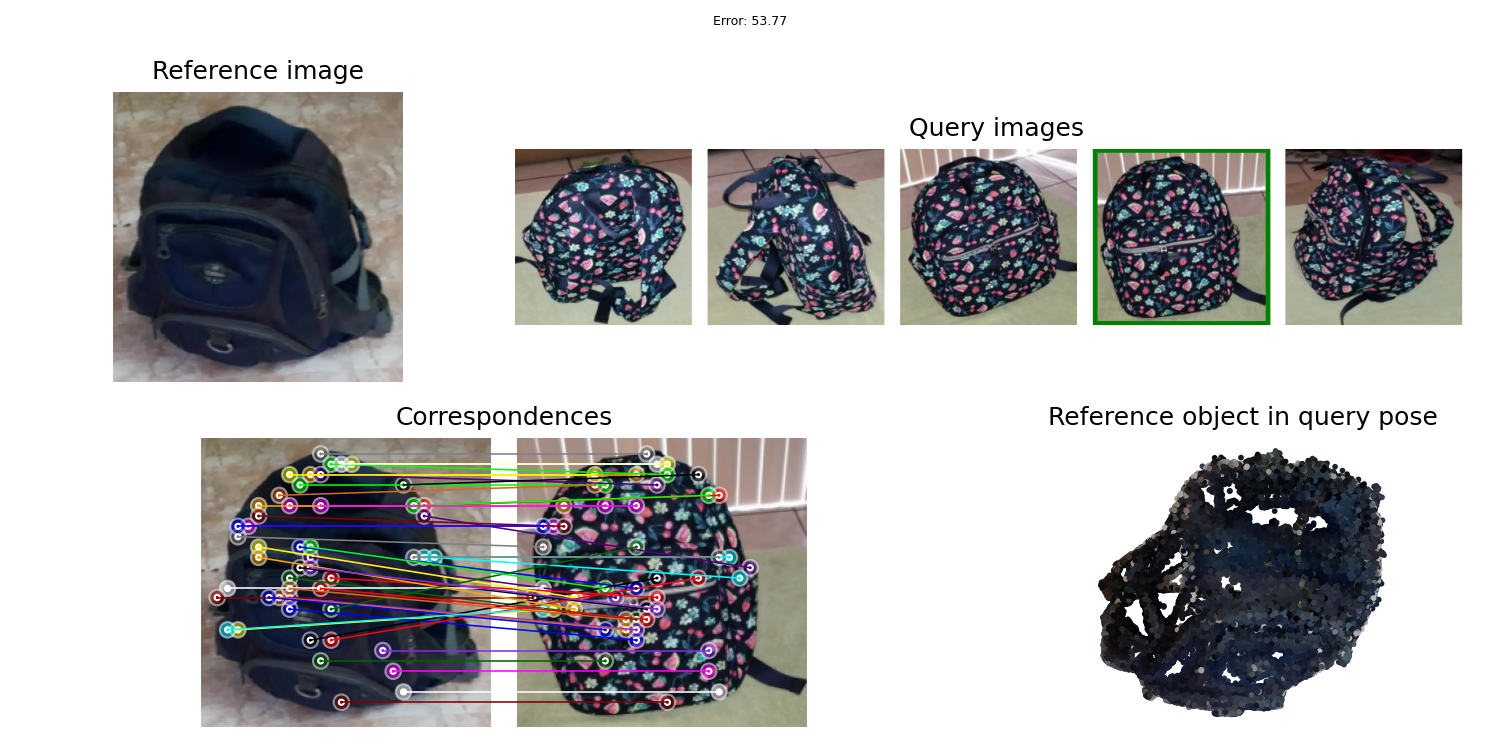 Error: 53.77
Reference image
Query images
Correspondences
Reference object in query pose